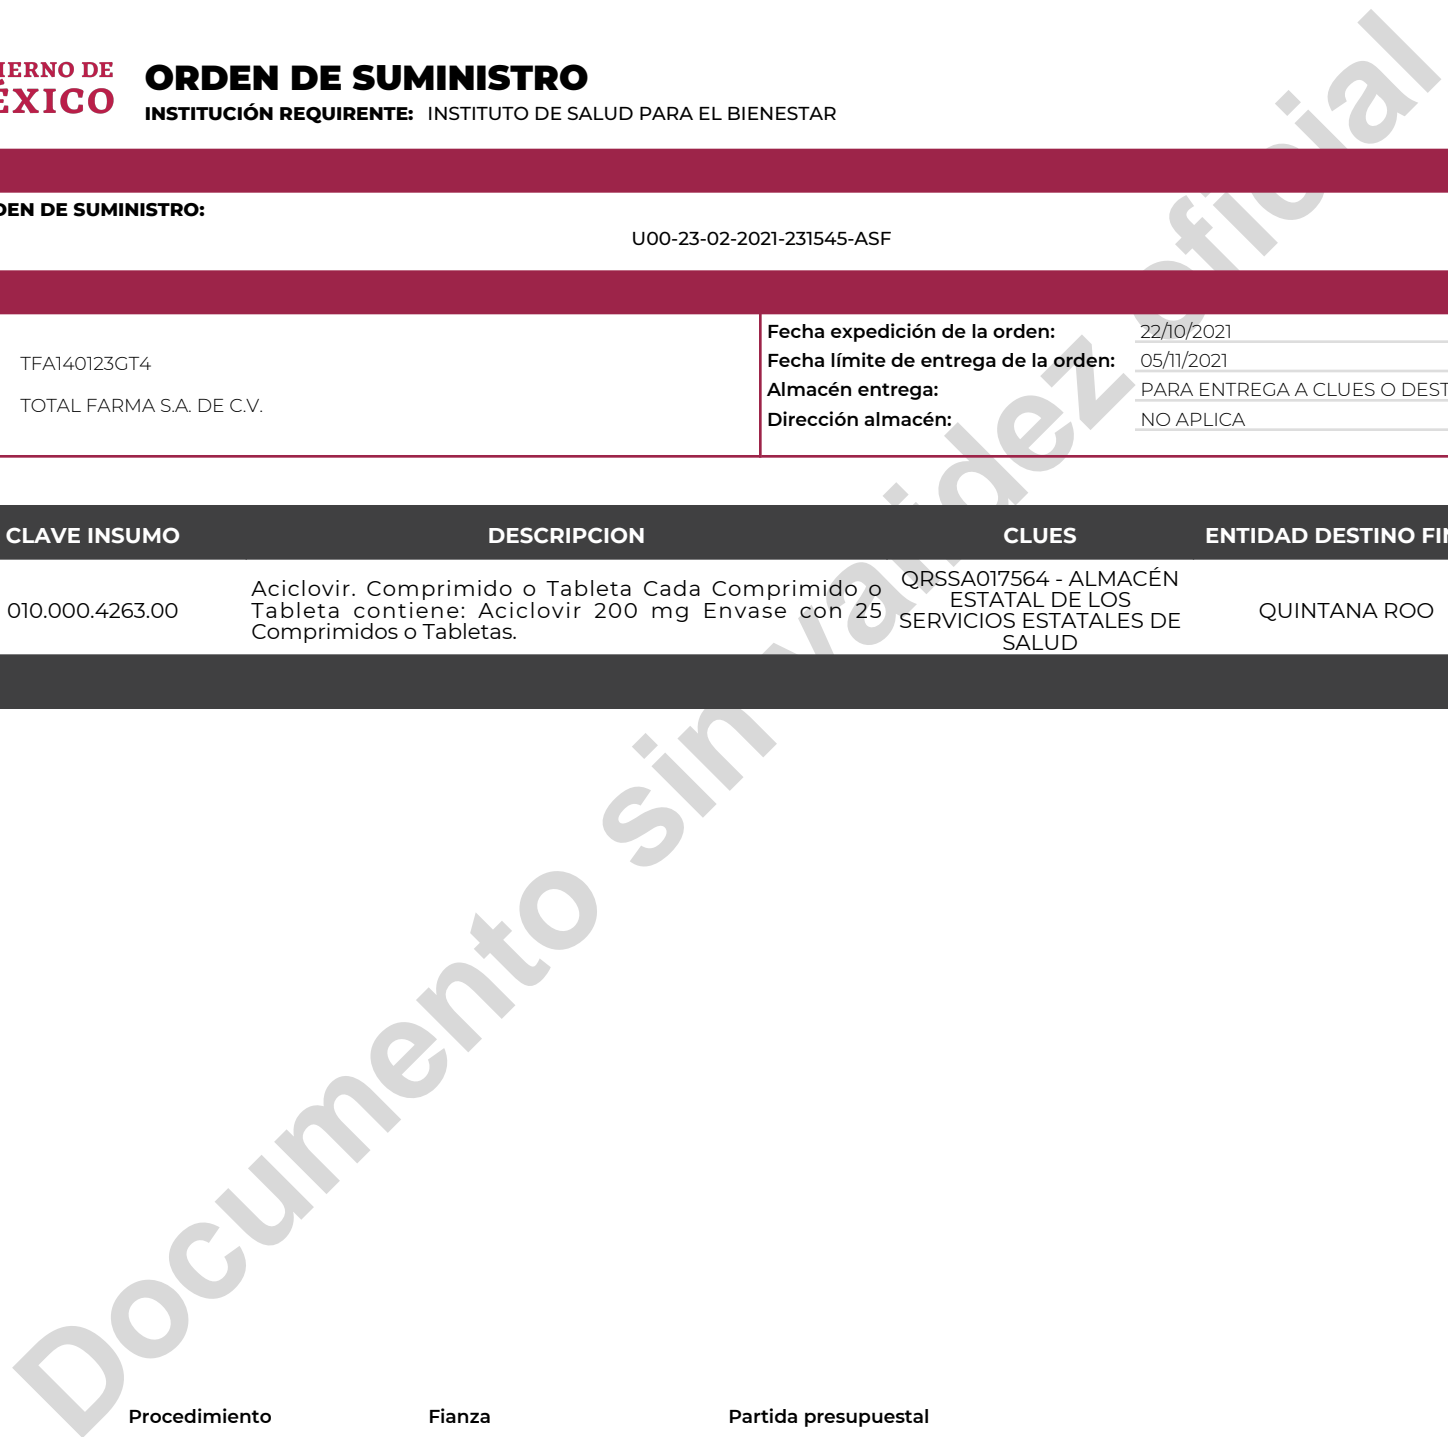 IERNO DE
ÉXICO
ORDEN DE SUMINISTRO
INSTITUCIÓN REQUIRENTE: INSTITUTO DE SALUD PARA EL BIENESTAR
DEN DE SUMINISTRO:
U00-23-02-2021-231545-ASF
TFA140123GT4
TOTAL FARMA S.A. DE C.V.
Fecha expedición de la orden: 22/10/2021
Fecha límite de entrega de la orden: 05/11/2021
Almacén entrega: PARA ENTREGA A CLUES O DEST
Dirección almacén: NO APLICA
CLAVE INSUMO DESCRIPCION CLUES ENTIDAD DESTINO FIN
010.000.4263.00
Aciclovir. Comprimido o Tableta Cada Comprimido o
Tableta contiene: Aciclovir 200 mg Envase con 25
Comprimidos o Tabletas.
QRSSA017564 - ALMACÉN
ESTATAL DE LOS
SERVICIOS ESTATALES DE
SALUD
QUINTANA ROO
Documento sin validez oficial
Procedimiento Fianza Partida presupuestal